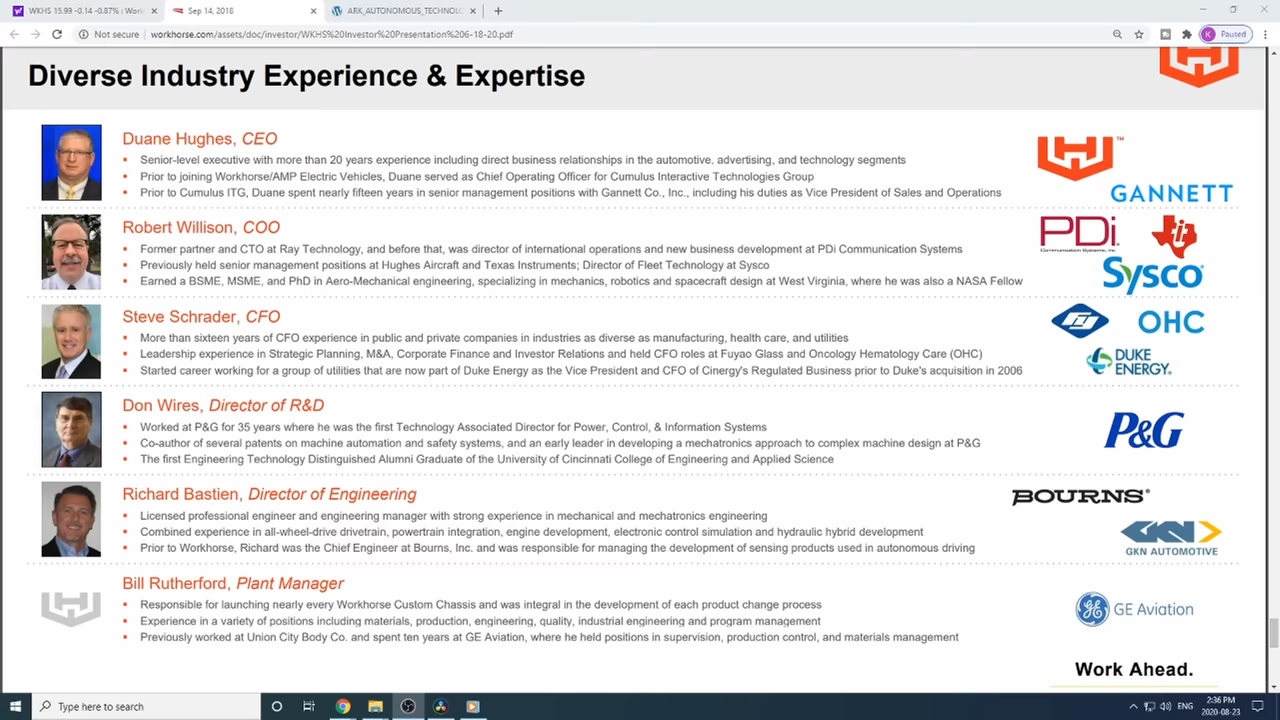 WKHS 15.99 -0.14 -0.87% : Work
Sep 14, 2018
ARK_AUTONOMOUS_TECHNOLO
Not secure
workhorse.com/assets/doc/investor/WKHS%20Investor%20Presentation%206-18-20.pdf
K
Paused
Diverse Industry Experience & Expertise
Duane Hughes, CEO
Senior-level executive with more than 20 years experience including direct business relationships in the automotive, advertising, and technology segments
Prior to joining Workhorse/AMP Electric Vehicles, Duane served as Chief Operating Officer for Cumulus Interactive Technologies Group
Prior to Cumulus ITG, Duane spent nearly fifteen years in senior management positions with Gannett Co., Inc., including his duties as Vice President of Sales and Operations
TM
GANNETT
Robert Willison, COO
Former partner and CTO at Ray Technology, and before that, was director of international operations and new business development at PDi Communication Systems
Previously held senior management positions at Hughes Aircraft and Texas Instruments; Director of Fleet Technology at Sysco
Earned a BSME, MSME, and PhD in Aero-Mechanical engineering, specializing in mechanics, robotics and spacecraft design at West Virginia, where he was also a NASA Fellow
PDi.
Communication Systems, Inc.
Sysco
Steve Schrader, CFO
More than sixteen years of CFO experience in public and private companies in industries as diverse as manufacturing, health care, and utilities
Leadership experience in Strategic Planning, M&A, Corporate Finance and Investor Relations and held CFO roles at Fuyao Glass and Oncology Hematology Care (OHC)
Started career working for a group of utilities that are now part of Duke Energy as the Vice President and CFO of Cinergy's Regulated Business prior to Duke's acquisition in 2006
OHC
DUKE
ENERGY.
Don Wires, Director of R&D
Worked at P&G for 35 years where he was the first Technology Associated Director for Power, Control, & Information Systems
Co-author of several patents on machine automation and safety systems, and an early leader in developing a mechatronics approach to complex machine design at P&G
The first Engineering Technology Distinguished Alumni Graduate of the University of Cincinnati College of Engineering and Applied Science
P&G
Richard Bastien, Director of Engineering
Licensed professional engineer and engineering manager with strong experience in mechanical and mechatronics engineering
Combined experience in all-wheel-drive drivetrain, powertrain integration, engine development, electronic control simulation and hydraulic hybrid development
Prior to Workhorse, Richard was the Chief Engineer at Bourns, Inc. and was responsible for managing the development of sensing products used in autonomous driving
BOURNS®
GKN
GKN AUTOMOTIVE
Bill Rutherford, Plant Manager
Responsible for launching nearly every Workhorse Custom Chassis and was integral in the development of each product change process
Experience in a variety of positions including materials, production, engineering, quality, industrial engineering and program management
Previously worked at Union City Body Co. and spent ten years at GE Aviation, where he held positions in supervision, production control, and materials management
GE Aviation
Work Ahead.
Type here to search
ENG
2:36 PM
2020-08-23